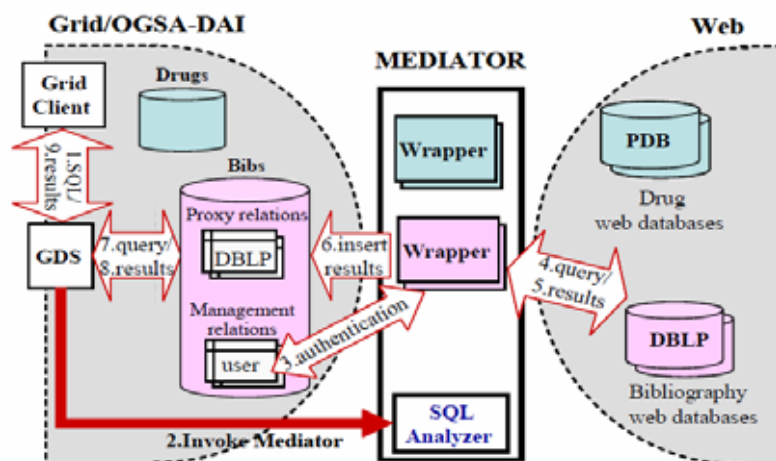 Grid/OGSA-DAI
Web
MEDIATOR
Grid
Client
Drugs
Wrapper
PDB
Drug
web databases
1.SQL/
9.results
Bibs
Proxy relations
DBLP
GDS
7.query/
8.results
6.insert
results
Wrapper
4.query/
5.results
Management
relations
user
3.authentication
DBLP
Bibliography
web databases
SQL
Analyzer
2.Invoke Mediator